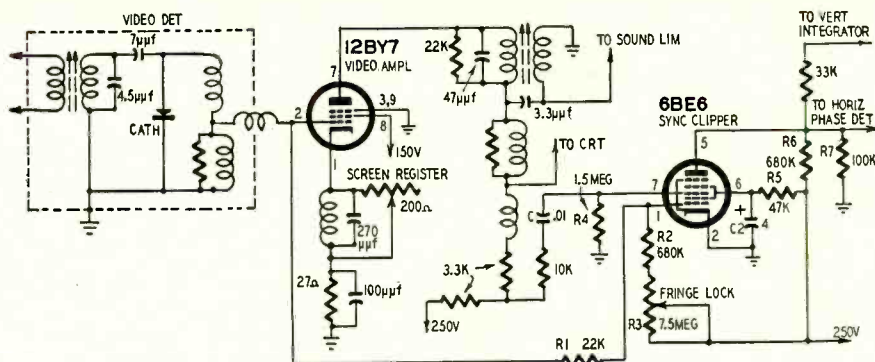 VIDEO DET
7μμf
4.5μμf
CATH
12BY7
VIDEO AMPL
7
2
3,9
8
1
150V
SCREEN REGISTER
200Ω
270
μμf
27Ω
100μμf
22K
47μμf
3.3μμf
TO SOUND LIM
TO CRT
C
.01
10K
3.3K
250V
1.5 MEG
R4
6BE6
SYNC CLIPPER
5
7
1
6
2
R2
680K
FRINGE LOCK
R3
7.5MEG
R1 22K
TO VERT
INTEGRATOR
33K
TO HORIZ
PHASE DET
R6
680K
R7
100K
R5
47K
+
C2
4
250V